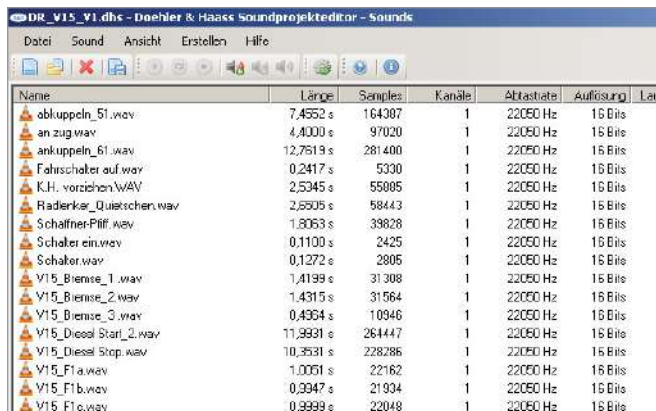 DR_V15_V1.dhs - Doehler & Haass Soundprojekteditor - Sounds
Datei Sound Ansicht Erstellen Hilfe
Name Länge Samples Kanäle Abtastrate Auflösung
abkuppeln_51.wav 7,4552 s 164387 1 22050 Hz 16 Bits
an zug.wav 4,4000 s 97020 1 22050 Hz 16 Bits
ankuppeln_61.wav 12,7619 s 281400 1 22050 Hz 16 Bits
Fahrschalter auf.wav 0,2417 s 5330 1 22050 Hz 16 Bits
K.H. vorziehen.WAV 2,5345 s 55885 1 22050 Hz 16 Bits
Radlenker_Quietschen.wav 2,6505 s 58443 1 22050 Hz 16 Bits
Schaffner-Pfiff.wav 1,8063 s 39828 1 22050 Hz 16 Bits
Schalter ein.wav 0,1100 s 2425 1 22050 Hz 16 Bits
Schalter.wav 0,1272 s 2805 1 22050 Hz 16 Bits
V15_Bremse_1.wav 1,4199 s 31308 1 22050 Hz 16 Bits
V15_Bremse_2.wav 1,4315 s 31564 1 22050 Hz 16 Bits
V15_Bremse_3.wav 0,4964 s 10946 1 22050 Hz 16 Bits
V15_Diesel Start_2.wav 11,9931 s 264447 1 22050 Hz 16 Bits
V15_Diesel Stop.wav 10,3531 s 228286 1 22050 Hz 16 Bits
V15_F1a.wav 1,0051 s 22162 1 22050 Hz 16 Bits
V15_F1b.wav 0,9947 s 21934 1 22050 Hz 16 Bits
V15_F1c.wav 0,9999 s 22048 1 22050 Hz 16 Bits